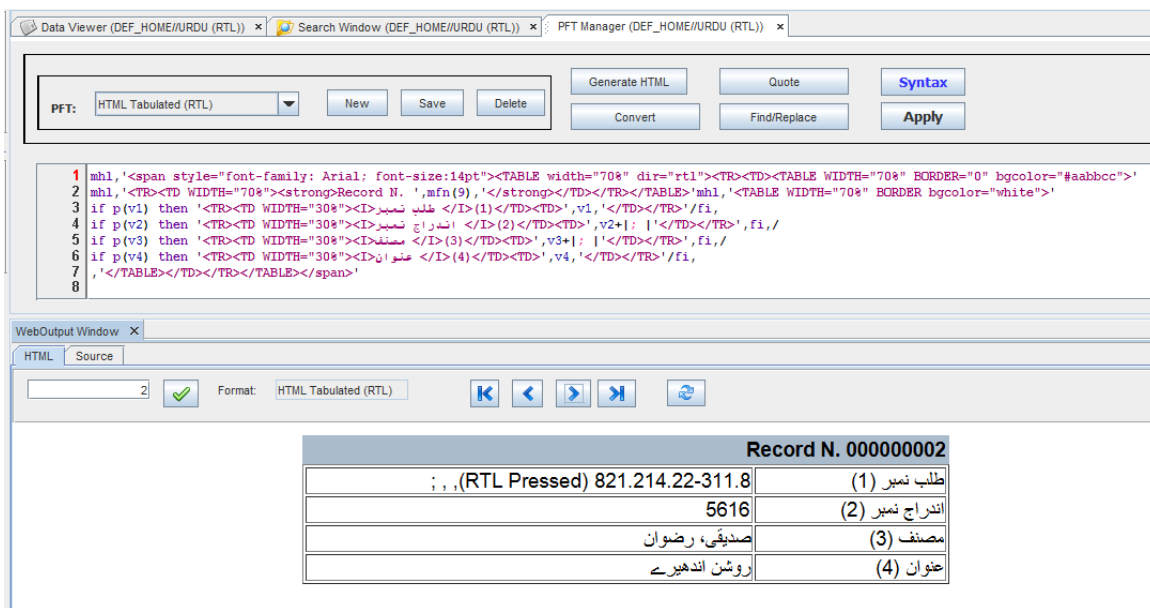 Data Viewer (DEF_HOME//URDU (RTL)) × Search Window (DEF_HOME//URDU (RTL)) × PFT Manager (DEF_HOME//URDU (RTL)) ×
Generate HTML Quote Syntax
PFT: HTML Tabulated (RTL) New Save Delete
Convert Find/Replace Apply
1 mhl,'<span style="font-family: Arial; font-size:14pt"><TABLE width="70%" dir="rtl"><TR><TD><TABLE WIDTH="70%" BORDER="0" bgcolor="#aabbcc">'
2 mhl,'<TR><TD WIDTH="70%"><strong>Record N. ',mfn(9),'</strong></TD></TR></TABLE>'mhl,'<TABLE WIDTH="70%" BORDER bgcolor="white">'
3 if p(v1) then '<TR><TD WIDTH="30%"><I>طلب نمبر </I>(1)</TD><TD>',v1,'</TD></TR>'/fi,
4 if p(v2) then '<TR><TD WIDTH="30%"><I>اندراج نمبر </I>(2)</TD><TD>',v2+|; |'</TD></TR>',fi,/
5 if p(v3) then '<TR><TD WIDTH="30%"><I>مصنف </I>(3)</TD><TD>',v3+|; |'</TD></TR>',fi,/
6 if p(v4) then '<TR><TD WIDTH="30%"><I>عنوان </I>(4)</TD><TD>',v4,'</TD></TR>'/fi,
7 ,'</TABLE></TD></TR></TABLE></span>'
8
WebOutput Window X
HTML Source
2 Format: HTML Tabulated (RTL)
Record N. 000000002
طلب نمبر (1) ; , ,(RTL Pressed) 821.214.22-311.8
اندراج نمبر (2) 5616
مصنف (3) صدیقی، رضوان
عنوان (4) روشن اندھیرے